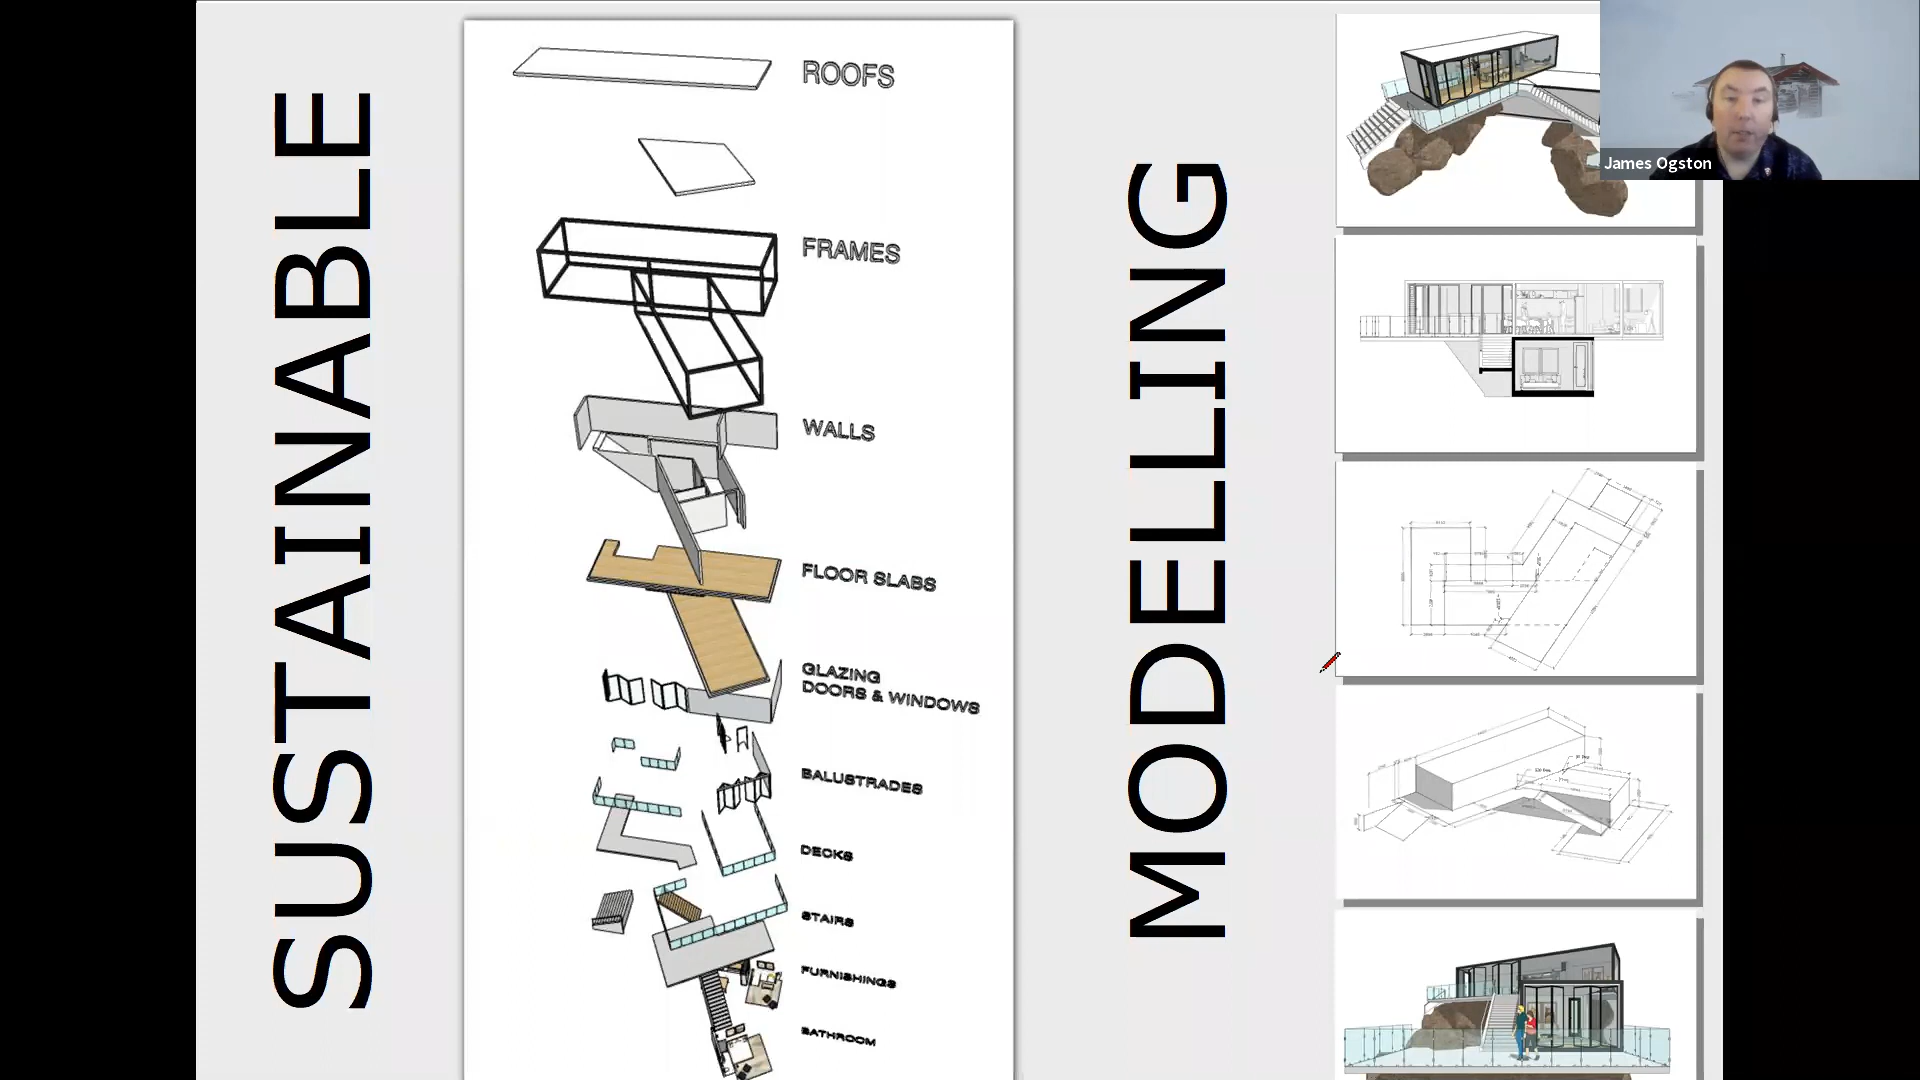 SUSTAINABLE
ROOFS
FRAMES
WALLS
FLOOR SLABS
GLAZING
DOORS & WINDOWS
BALUSTRADES
DECKS
STAIRS
FURNISHINGS
BATHROOM
MODELLING
James Ogston